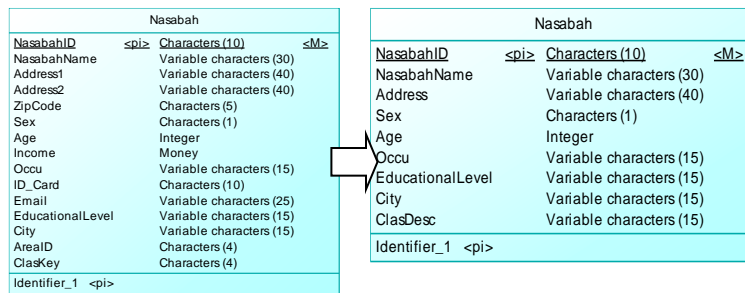 Nasabah
NasabahID <pi> Characters (10) <M>
NasabahName Variable characters (30)
Address1 Variable characters (40)
Address2 Variable characters (40)
ZipCode Characters (5)
Sex Characters (1)
Age Integer
Income Money
Occu Variable characters (15)
ID_Card Characters (10)
Email Variable characters (25)
EducationalLevel Variable characters (15)
City Variable characters (15)
AreaID Characters (4)
ClasKey Characters (4)
Identifier_1 <pi>
Nasabah
NasabahID <pi> Characters (10) <M>
NasabahName Variable characters (30)
Address Variable characters (40)
Sex Characters (1)
Age Integer
Occu Variable characters (15)
EducationalLevel Variable characters (15)
City Variable characters (15)
ClasDesc Variable characters (15)
Identifier_1 <pi>